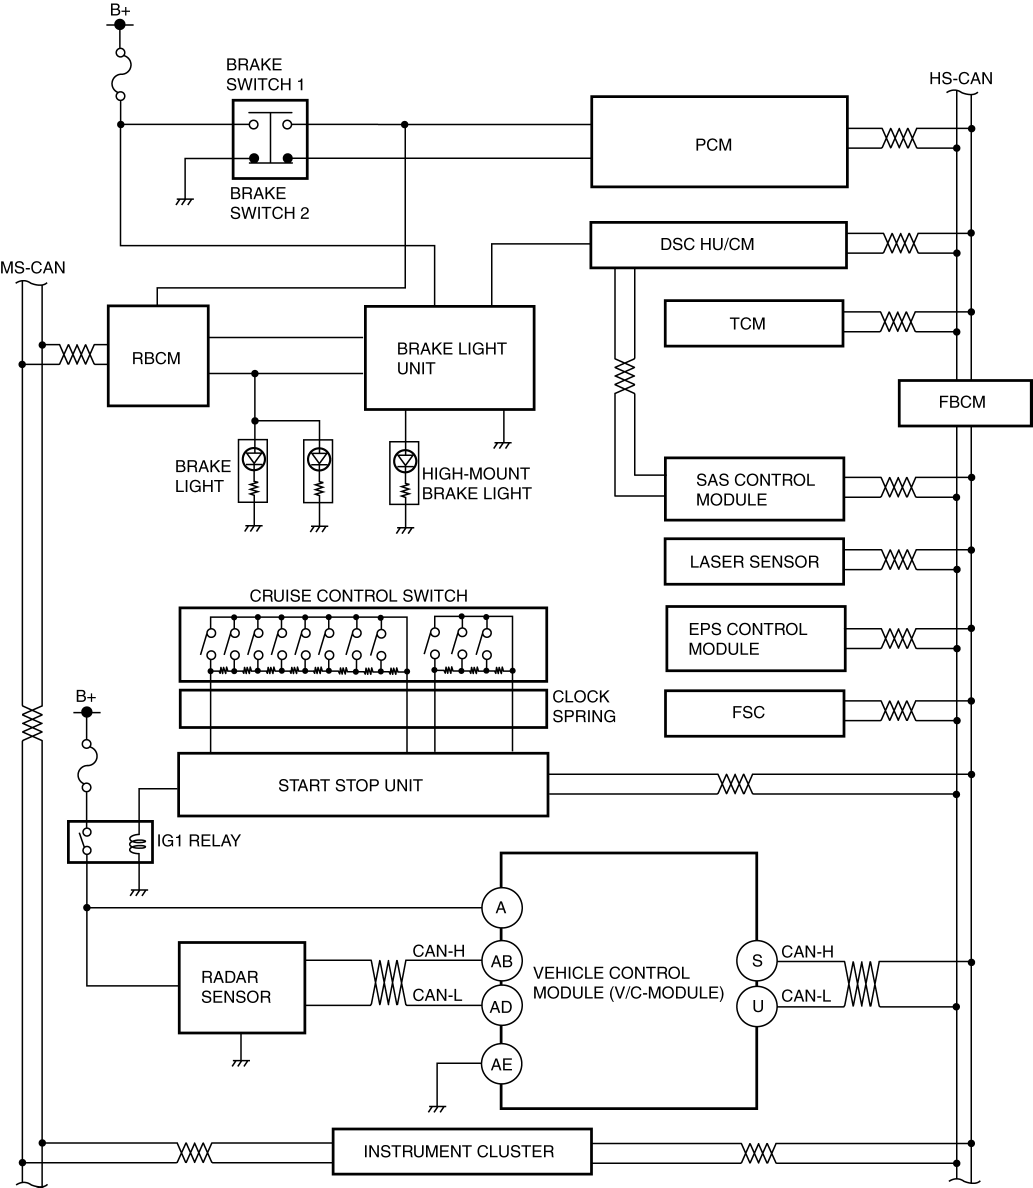 B+
BRAKE
SWITCH 1
HS-CAN
PCM
BRAKE
SWITCH 2
DSC HU/CM
MS-CAN
TCM
RBCM
BRAKE LIGHT
UNIT
FBCM
BRAKE
LIGHT
HIGH-MOUNT
BRAKE LIGHT
SAS CONTROL
MODULE
LASER SENSOR
CRUISE CONTROL SWITCH
EPS CONTROL
MODULE
B+
CLOCK
SPRING
FSC
START STOP UNIT
IG1 RELAY
A
CAN-H
AB
S
CAN-H
RADAR
SENSOR
VEHICLE CONTROL
MODULE (V/C-MODULE)
CAN-L
AD
U
CAN-L
AE
INSTRUMENT CLUSTER